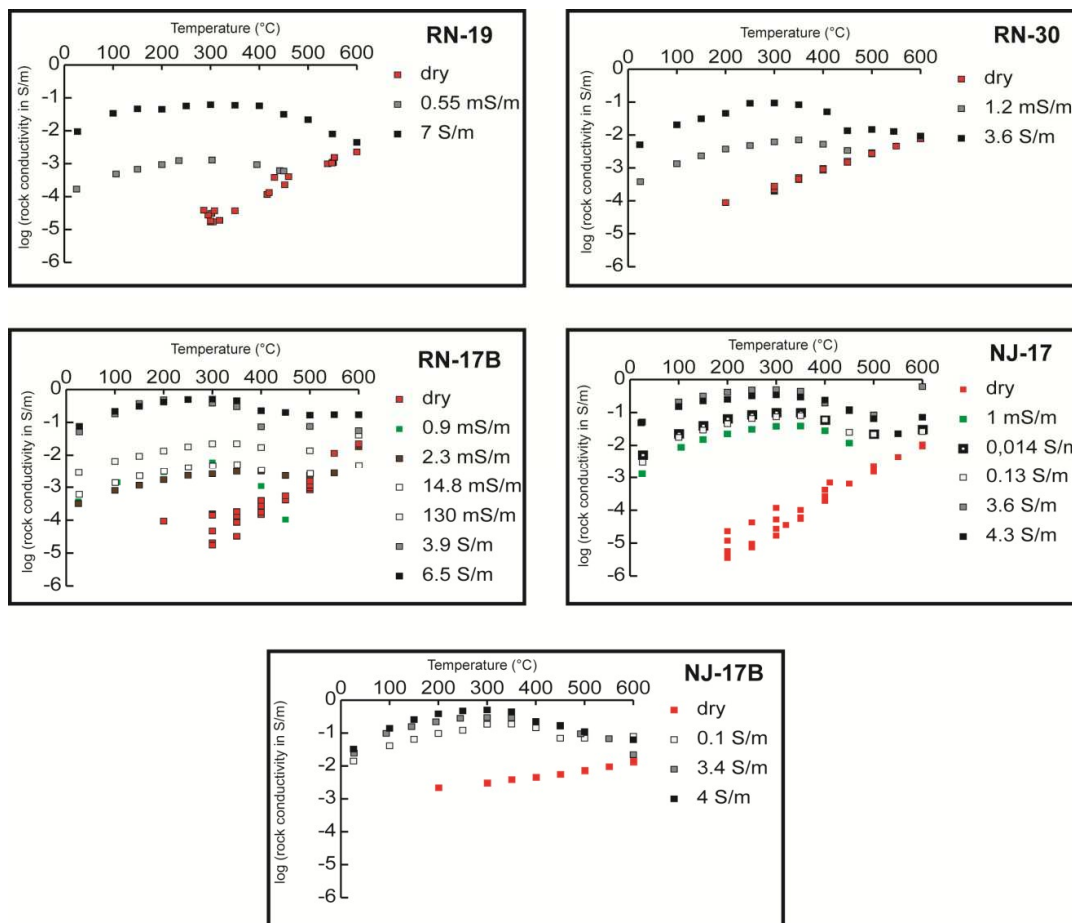 Temperature (°C)
RN-19
0 100 200 300 400 500 600
0
-1
-2
-3
-4
-5
-6
log (rock conductivity in S/m)
dry
0.55 mS/m
7 S/m
Temperature (°C)
RN-30
0 100 200 300 400 500 600
0
-1
-2
-3
-4
-5
-6
log (rock conductivity in S/m)
dry
1.2 mS/m
3.6 S/m
Temperature (°C)
RN-17B
0 100 200 300 400 500 600
0
-1
-2
-3
-4
-5
-6
log (rock conductivity in S/m)
dry
0.9 mS/m
2.3 mS/m
14.8 mS/m
130 mS/m
3.9 S/m
6.5 S/m
Temperature (°C)
NJ-17
0 100 200 300 400 500 600
0
-1
-2
-3
-4
-5
-6
log (rock conductivity in S/m)
dry
1 mS/m
0,014 S/m
0.13 S/m
3.6 S/m
4.3 S/m
Temperature (°C)
NJ-17B
0 100 200 300 400 500 600
0
-1
-2
-3
-4
-5
-6
log (rock conductivity in S/m)
dry
0.1 S/m
3.4 S/m
4 S/m